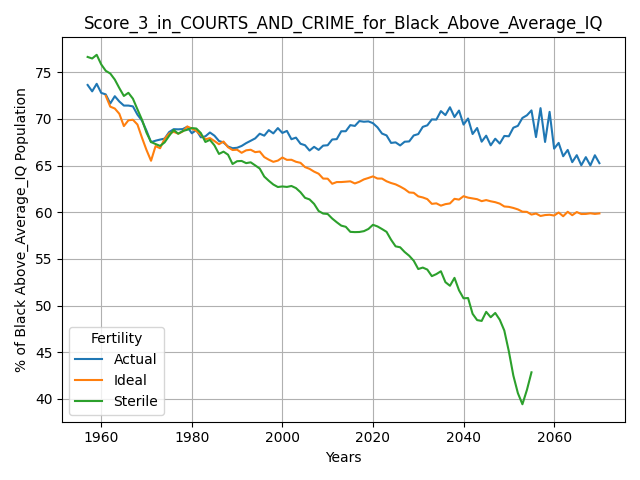 Score_3_in_COURTS_AND_CRIME_for_Black_Above_Average_IQ
% of Black Above_Average_IQ Population
75
70
65
60
55
50
45
40
Fertility
Actual
Ideal
Sterile
1960 1980 2000 2020 2040 2060
Years